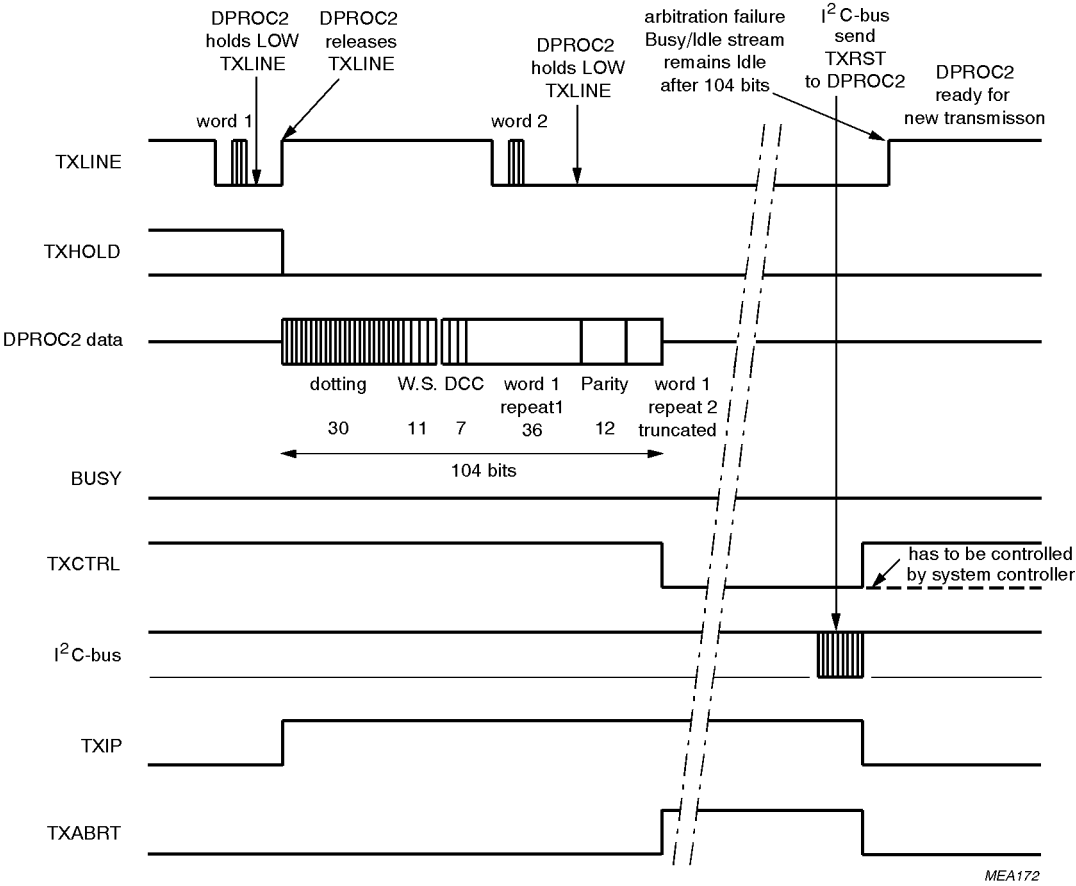 DPROC2
holds LOW
TXLINE
DPROC2
releases
TXLINE
DPROC2
holds LOW
TXLINE
arbitration failure
Busy/Idle stream
remains Idle
after 104 bits
I2C-bus
send
TXRST
to DPROC2
DPROC2
ready for
new transmisson
word 1
word 2
TXLINE
TXHOLD
DPROC2 data
dotting
W.S.
DCC
word 1
repeat1
Parity
word 1
repeat 2
truncated
30
11
7
36
12
104 bits
BUSY
TXCTRL
has to be controlled
by system controller
I2C-bus
TXIP
TXABRT
MEA172